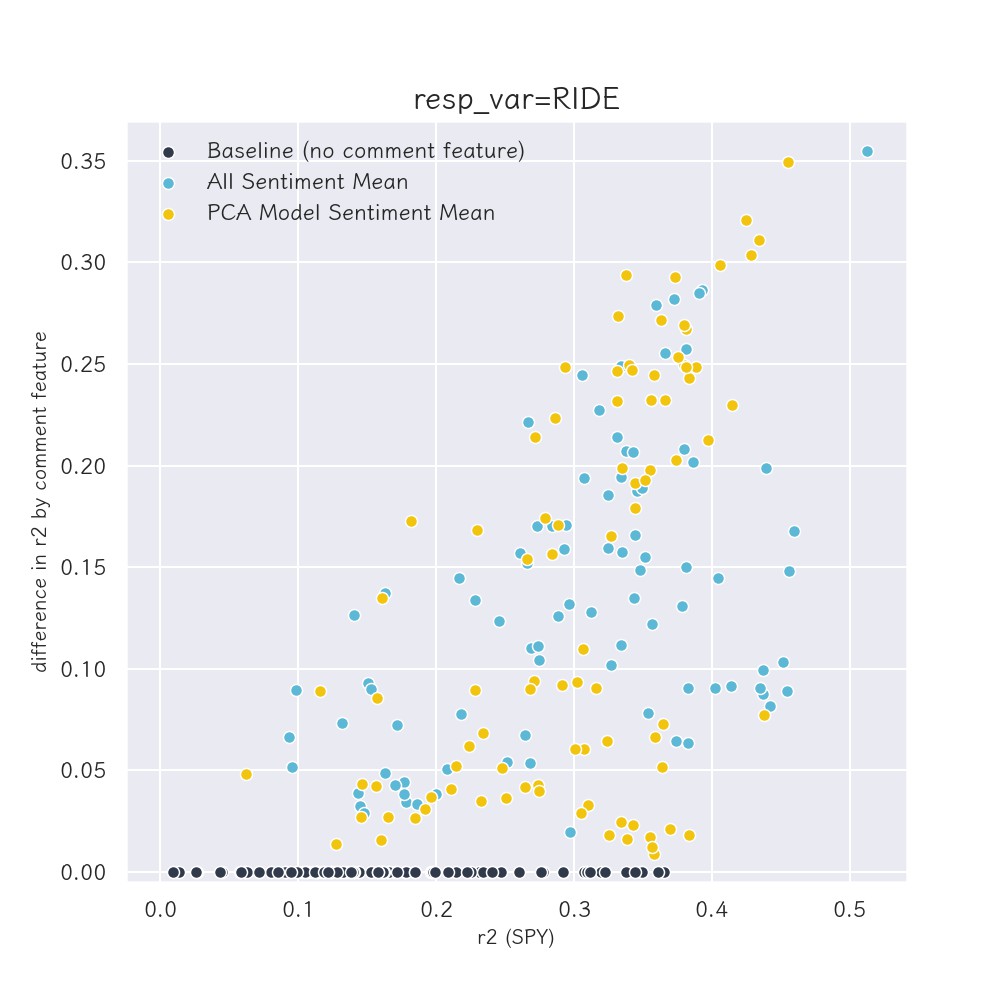 resp_var=RIDE
Baseline (no comment feature)
All Sentiment Mean
PCA Model Sentiment Mean
difference in r2 by comment feature
0.35
0.30
0.25
0.20
0.15
0.10
0.05
0.00
0.0 0.1 0.2 0.3 0.4 0.5
r2 (SPY)